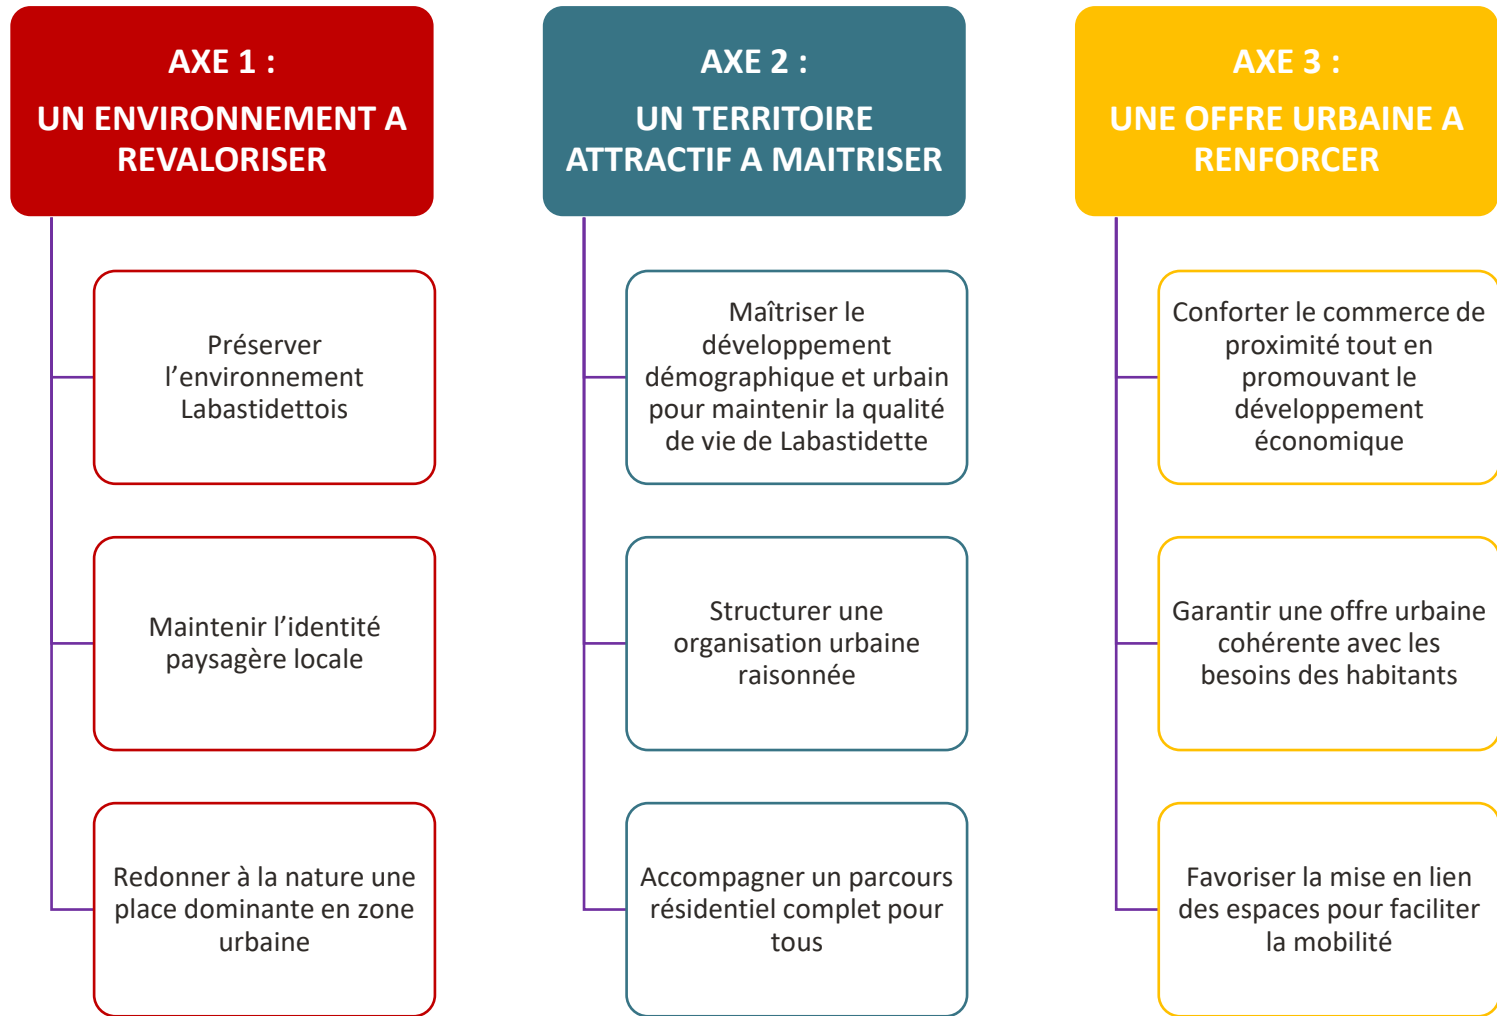 AXE 1 :
UN ENVIRONNEMENT A
REVALORISER
Préserver
l’environnement
Labastidettois
Maintenir l’identité
paysagère locale
Redonner à la nature une
place dominante en zone
urbaine
AXE 2 :
UN TERRITOIRE
ATTRACTIF A MAITRISER
Maîtriser le
développement
démographique et urbain
pour maintenir la qualité
de vie de Labastidette
Structurer une
organisation urbaine
raisonnée
Accompagner un parcours
résidentiel complet pour
tous
AXE 3 :
UNE OFFRE URBAINE A
RENFORCER
Conforter le commerce de
proximité tout en
promouvant le
développement
économique
Garantir une offre urbaine
cohérente avec les
besoins des habitants
Favoriser la mise en lien
des espaces pour faciliter
la mobilité